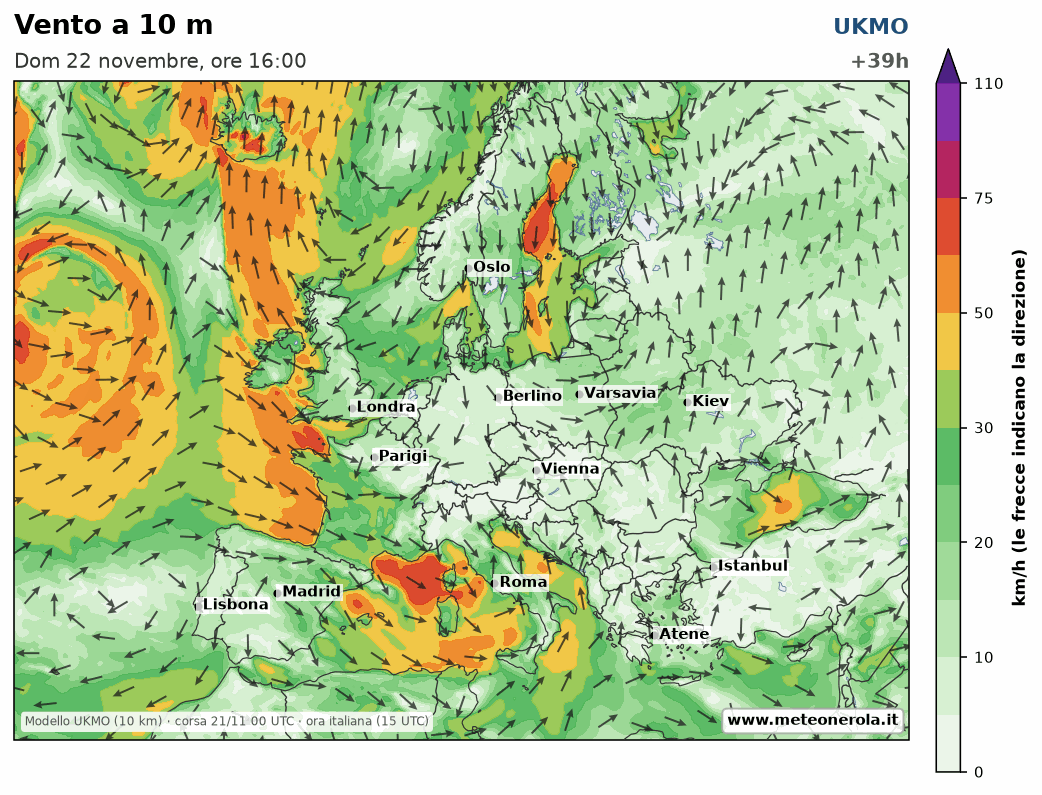 Vento a 10 m
UKMO
Dom 22 novembre, ore 16:00
+39h
110
75
50
30
20
10
0
km/h (le frecce indicano la direzione)
Oslo
Berlino
Varsavia
Kiev
Londra
Parigi
Vienna
Istanbul
Roma
Madrid
Lisbona
Atene
Modello UKMO (10 km) · corsa 21/11 00 UTC · ora italiana (15 UTC)
www.meteonerola.it